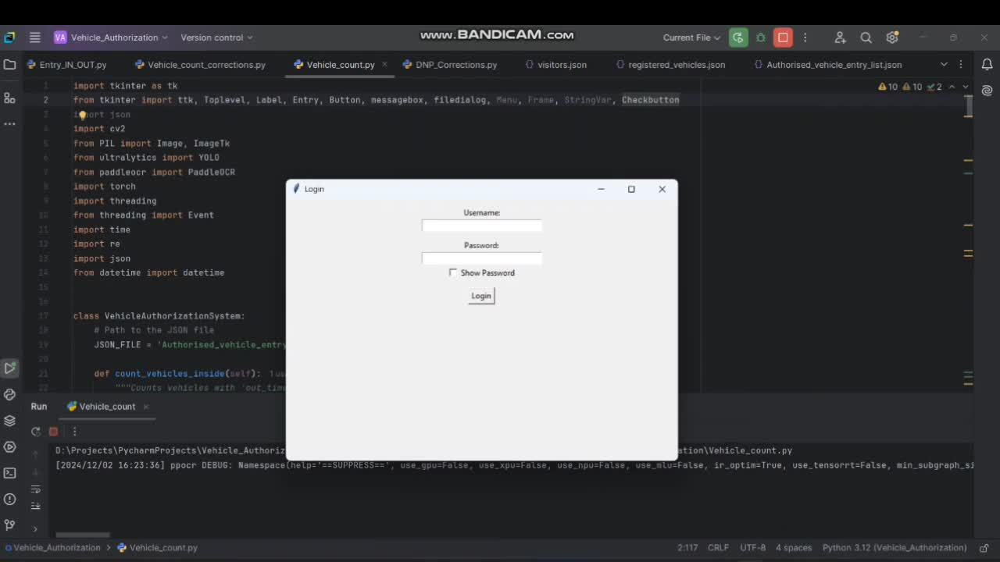 www.BANDICAM.com
VA Vehicle_Authorization Version control Current File
Entry_IN_OUT.py Vehicle_count_corrections.py Vehicle_count.py DNP_Corrections.py visitors.json registered_vehicles.json Authorised_vehicle_entry_list.json
1 import tkinter as tk
10 10 2
2 from tkinter import ttk, Toplevel, Label, Entry, Button, messagebox, filedialog, Menu, Frame, StringVar, Checkbutton
3 import json
4 import cv2
5 from PIL import Image, ImageTk
6 from ultralytics import YOLO
7 from paddleocr import PaddleOCR
8 import torch
9 import threading
10 from threading import Event
11 import time
12 import re
13 import json
14 from datetime import datetime
15
16
17 class VehicleAuthorizationSystem:
18 # Path to the JSON file
19 JSON_FILE = 'Authorised_vehicle_entry
20
21 def count_vehicles_inside(self):
22 """Counts vehicles with 'out_time
Login
Username:
Password:
Show Password
Login
Run Vehicle_count
D:\Projects\PycharmProjects\Vehicle_Authoriz ation\Vehicle_count.py
[2024/12/02 16:23:36] ppocr DEBUG: Namespace(help='==SUPPRESS==', use_gpu=False, use_xpu=False, use_npu=False, use_mlu=False, ir_optim=True, use_tensorrt=False, min_subgraph_si
Vehicle_Authorization > Vehicle_count.py 2:117 CRLF UTF-8 4 spaces Python 3.12 (Vehicle_Authorization)